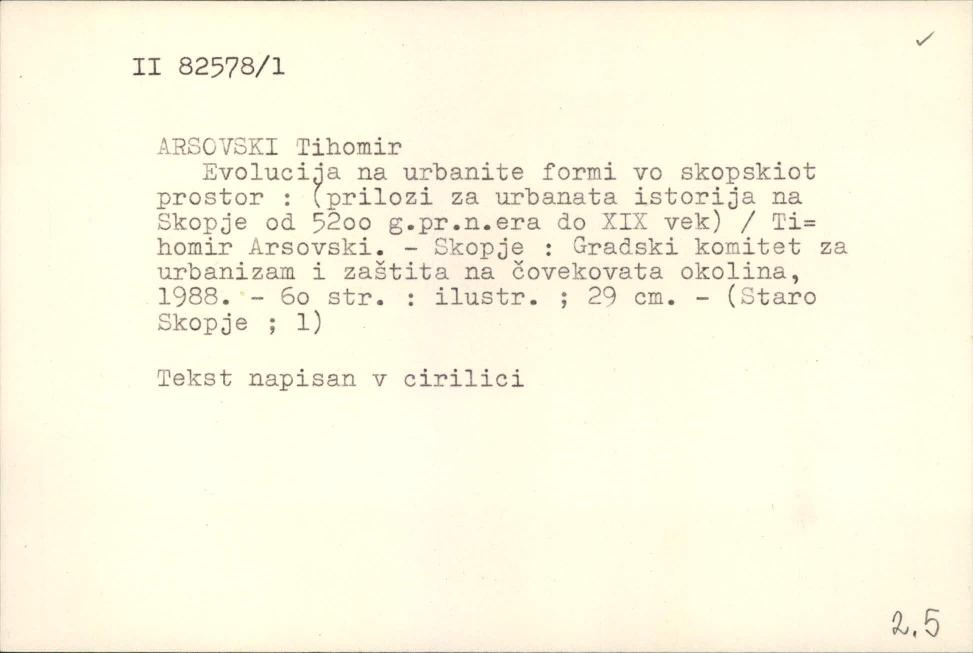 ✓
II 82578/1
ARSOVSKI Tihomir
Evolucija na urbanite formi vo skopskiot
prostor : (prilozi za urbanata istorija na
Skopje od 52oo g.pr.n.era do XIX vek) / Ti=
homir Arsovski. - Skopje : Gradski komitet za
urbanizam i zaštita na čovekovata okolina,
1988. - 6o str. : ilustr. ; 29 cm. - (Staro
Skopje ; 1)
Tekst napisan v cirilici
2.5